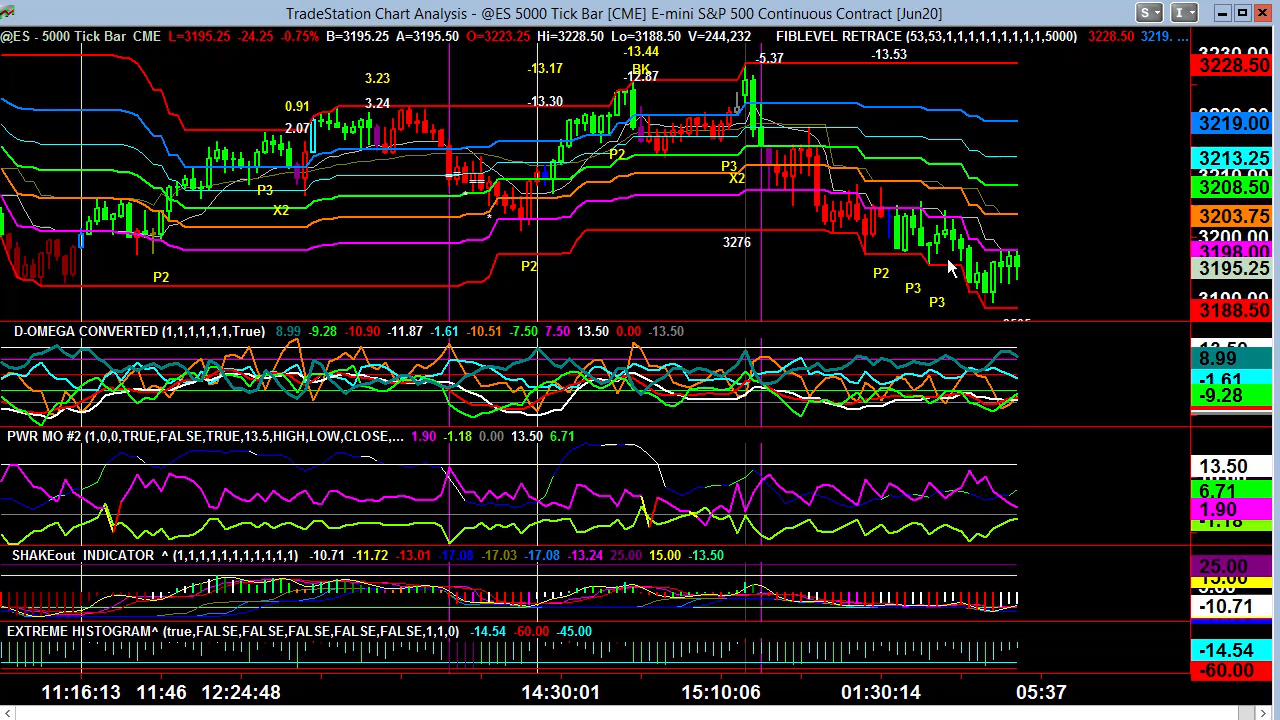 TradeStation Chart Analysis - @ES 5000 Tick Bar [CME] E-mini S&P 500 Continuous Contract [Jun20]
S I
@ES - 5000 Tick Bar CME L=3195.25 -24.25 -0.75% B=3195.25 A=3195.50 O=3223.25 Hi=3228.50 Lo=3188.50 V=244,232 FIBLEVEL RETRACE (53,53,1,1,1,1,1,1,1,1,1,5000) 3228.50 3219. ...
-13.44
-5.37
-13.53
3230.00
3228.50
-13.17
BK
-12.87
3.23
0.91
3.24
-13.30
2.07
3219.00
P2
3213.25
P3
X2
3208.50
P3
X2
3203.75
3276
3200.00
3198.00
3195.25
P2
P2
P2
P3
P3
3188.50
D-OMEGA CONVERTED (1,1,1,1,1,1,True) 8.99 -9.28 -10.90 -11.87 -1.61 -10.51 -7.50 7.50 13.50 0.00 -13.50
8.99
-1.61
-9.28
PWR MO #2 (1,0,0,TRUE,FALSE,TRUE,13.5,HIGH,LOW,CLOSE,... 1.90 -1.18 0.00 13.50 6.71
13.50
6.71
1.90
-1.18
SHAKEout INDICATOR ^ (1,1,1,1,1,1,1,1,1,1,1) -10.71 -11.72 -13.01 -17.08 -17.03 -17.08 -13.24 25.00 15.00 -13.50
25.00
15.00
-10.71
EXTREME HISTOGRAM^ (true,FALSE,FALSE,FALSE,FALSE,FALSE,1,1,0) -14.54 -60.00 -45.00
-14.54
-60.00
11:16:13 11:46 12:24:48 14:30:01 15:10:06 01:30:14 05:37